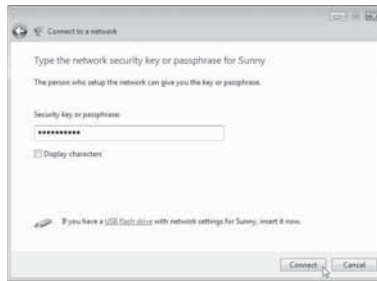 Connect to a network
Type the network security key or passphrase for Sunny
The person who setup the network can give you the key or passphrase.
Security key or passphrase:
••••••••••
Display characters
If you have a USB flash drive with network settings for Sunny, insert it now.
Connect Cancel